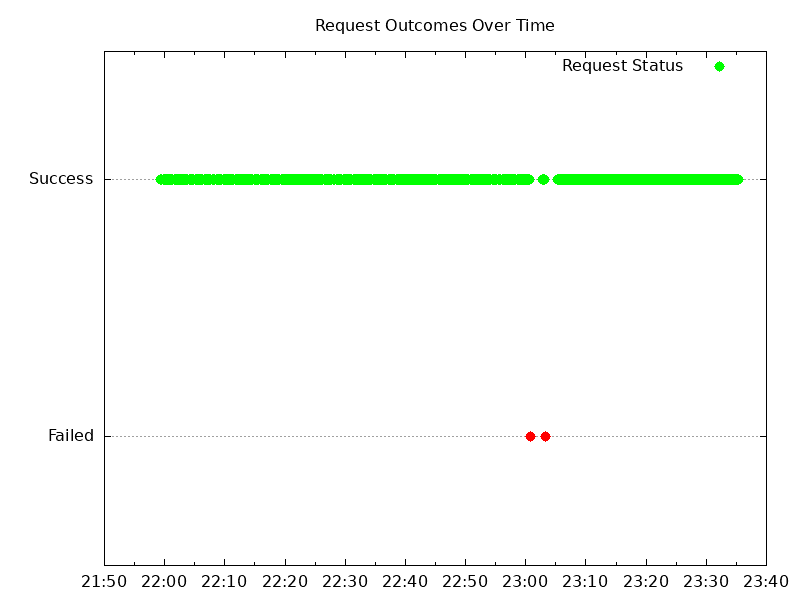 Request Outcomes Over Time
Request Status
Success
Failed
21:50 22:00 22:10 22:20 22:30 22:40 22:50 23:00 23:10 23:20 23:30 23:40